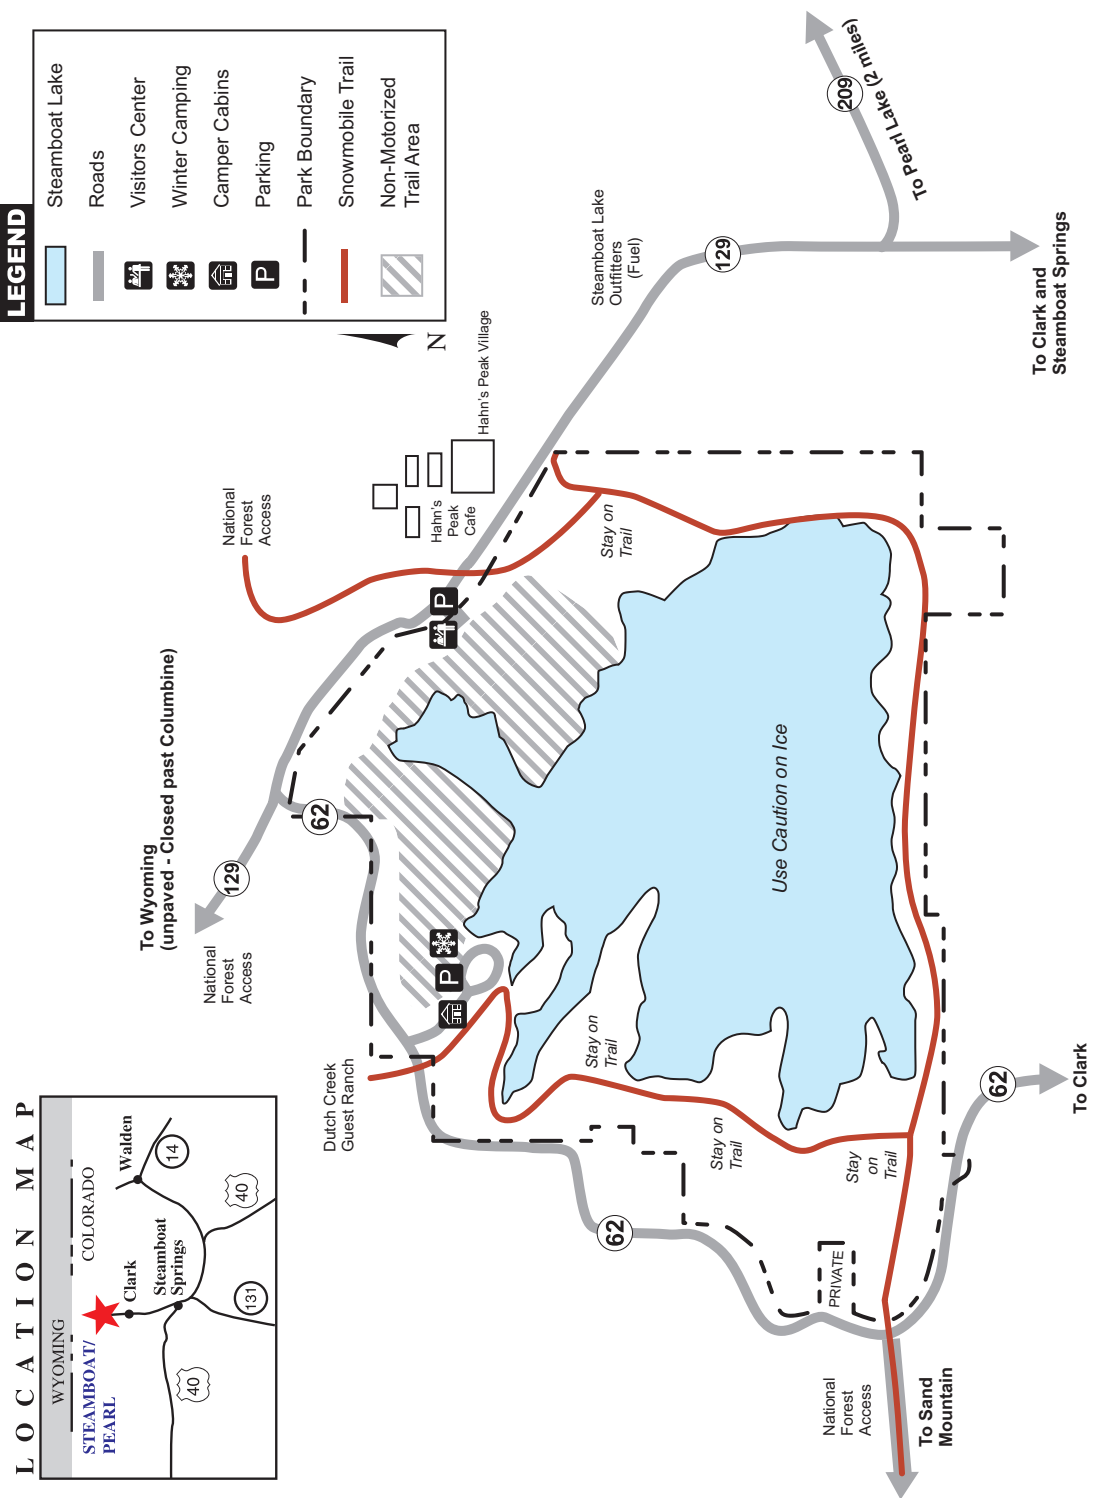 LOCATION MAP
WYOMING
COLORADO
STEAMBOAT/
PEARL
Clark
Steamboat
Springs
Walden
14
40
131
40
To Wyoming
(unpaved - Closed past Columbine)
129
National
Forest
Access
62
National
Forest
Access
LEGEND
Steamboat Lake
Roads
Visitors Center
Winter Camping
Camper Cabins
P
Parking
Park Boundary
Snowmobile Trail
Non-Motorized
Trail Area
N
Hahn's Peak Village
Hahn's
Peak
Cafe
P
P
Dutch Creek
Guest Ranch
Stay on
Trail
Stay on
Trail
Stay on
Trail
Stay
on
Trail
Use Caution on Ice
62
PRIVATE
National
Forest
Access
To Sand
Mountain
62
To Clark
Steamboat Lake
Outfitters
(Fuel)
129
209
To Pearl Lake (2 miles)
To Clark and
Steamboat Springs